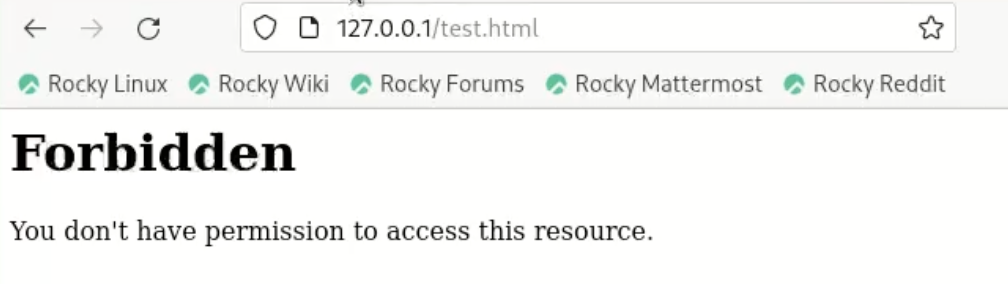 127.0.0.1/test.html
Rocky Linux Rocky Wiki Rocky Forums Rocky Mattermost Rocky Reddit
Forbidden
You don't have permission to access this resource.